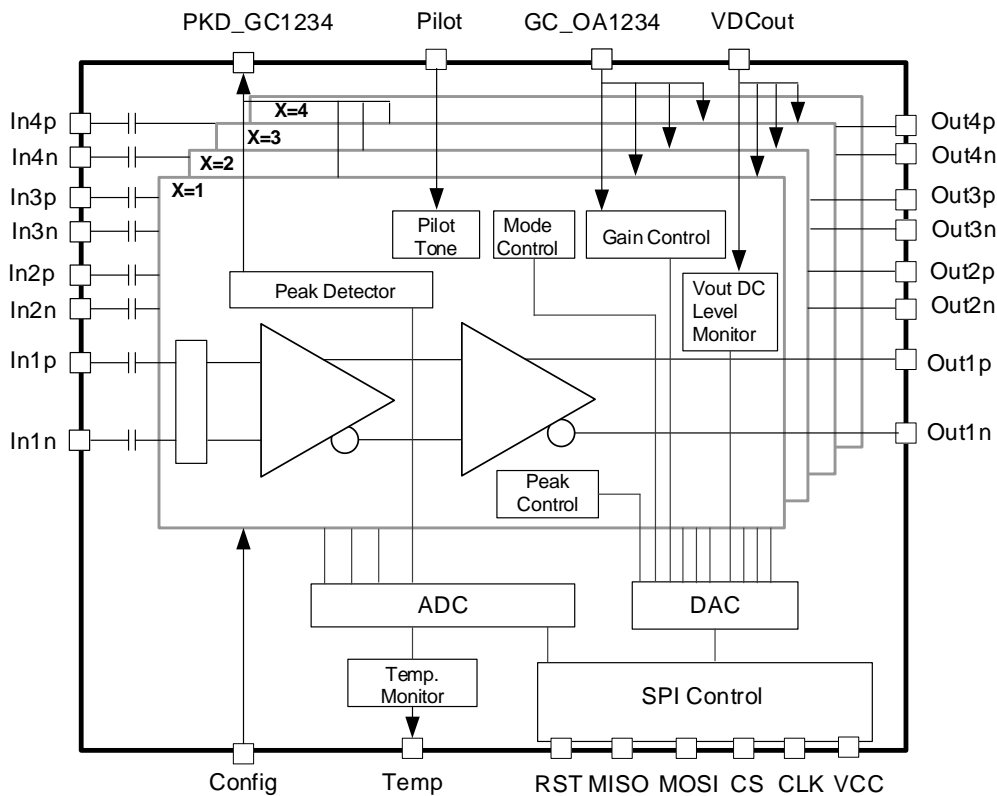 PKD_GC1234
Pilot
GC_OA1234
VDCout
In4p
In4n
In3p
In3n
In2p
In2n
In1p
In1n
X=4
X=3
X=2
X=1
Pilot
Tone
Mode
Control
Gain Control
Peak Detector
Vout DC
Level
Monitor
Peak
Control
Out4p
Out4n
Out3p
Out3n
Out2p
Out2n
Out1p
Out1n
ADC
DAC
Temp.
Monitor
SPI Control
Config
Temp
RST
MISO
MOSI
CS
CLK
VCC